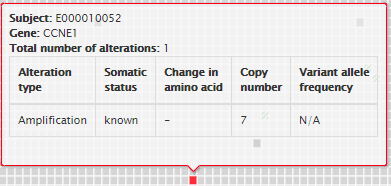 Subject: E000010052
Gene: CCNE1
Total number of alterations: 1
Alteration type Somatic status Change in amino acid Copy number Variant allele frequency
Amplification known – 7 N/A